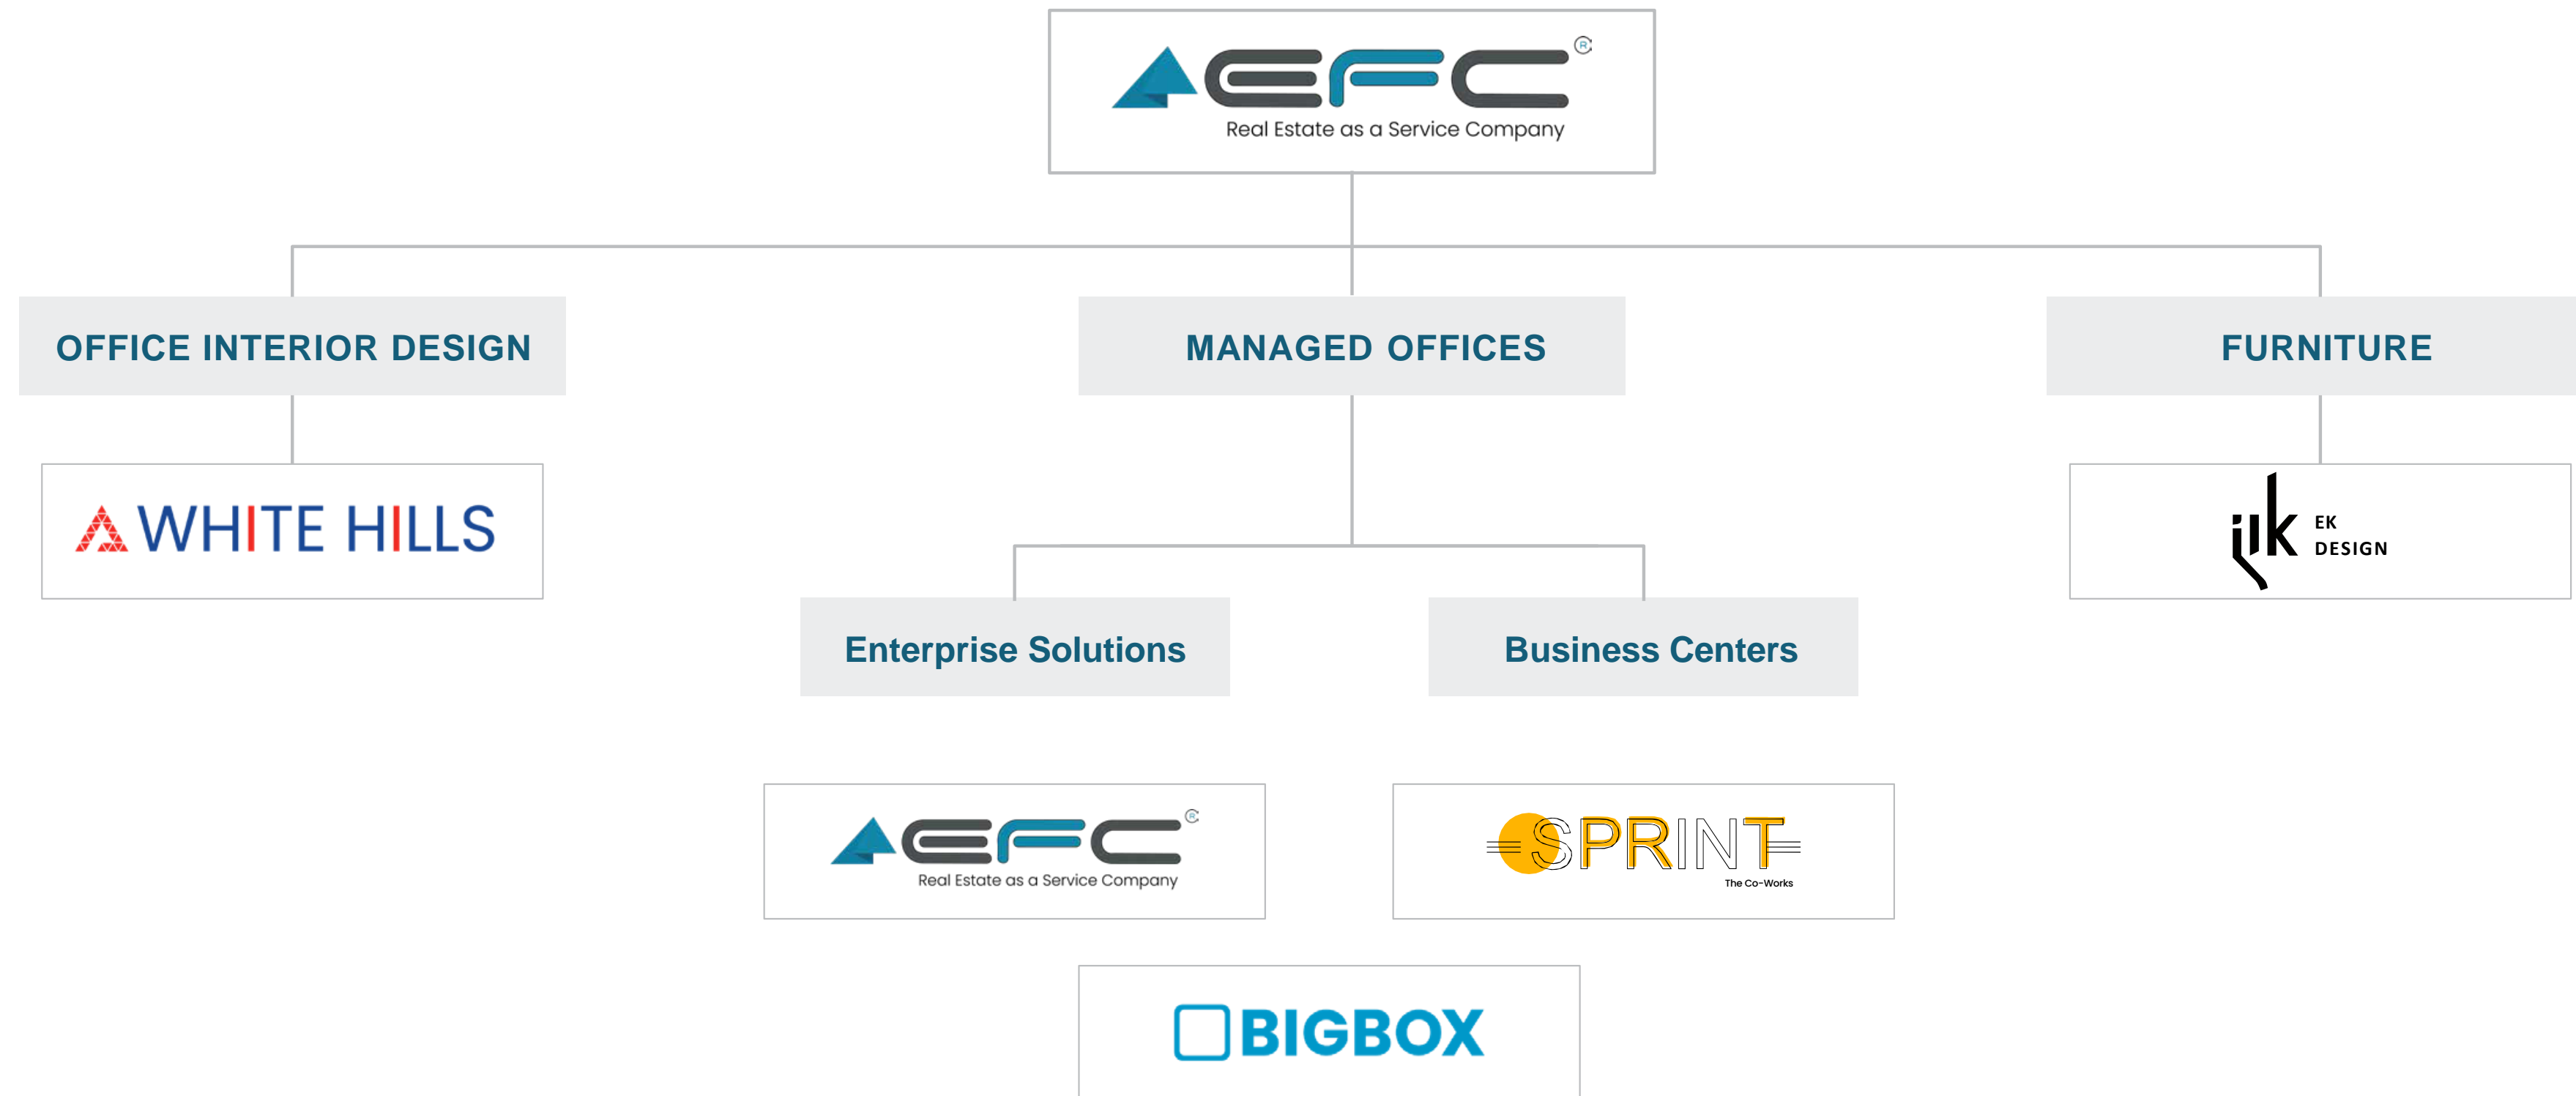 EFC®
Real Estate as a Service Company
OFFICE INTERIOR DESIGN
MANAGED OFFICES
FURNITURE
WHITE HILLS
EK
DESIGN
Enterprise Solutions
Business Centers
EFC®
Real Estate as a Service Company
SPRINT
The Co-Works
BIGBOX